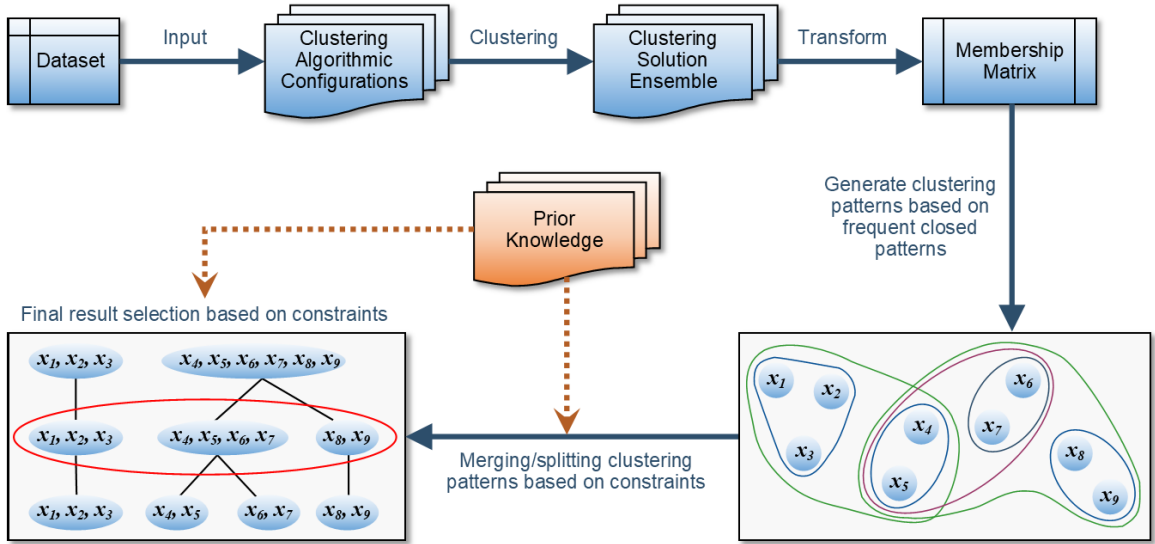 Dataset
Input
Clustering
Algorithmic
Configurations
Clustering
Clustering
Solution
Ensemble
Transform
Membership
Matrix
Generate clustering
patterns based on
frequent closed
patterns
Prior
Knowledge
Final result selection based on constraints
x1, x2, x3
x4, x5, x6, x7, x8, x9
x1, x2, x3
x4, x5, x6, x7
x8, x9
x1, x2, x3
x4, x5
x6, x7
x8, x9
Merging/splitting clustering
patterns based on constraints
x1
x2
x3
x4
x5
x6
x7
x8
x9